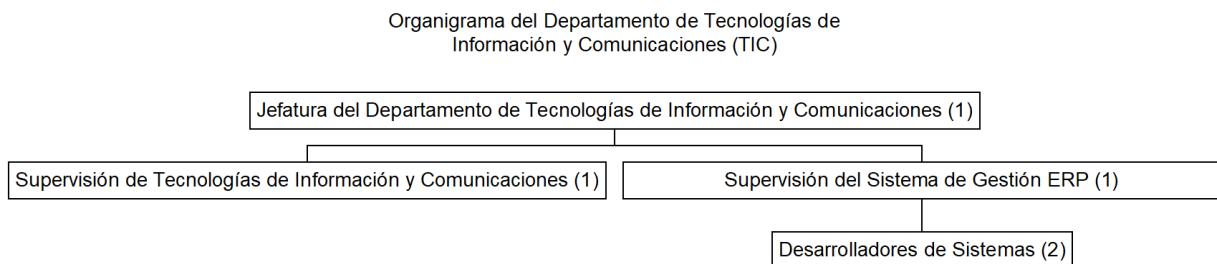 Organigrama del Departamento de Tecnologías de
Información y Comunicaciones (TIC)
Jefatura del Departamento de Tecnologías de Información y Comunicaciones (1)
Supervisión de Tecnologías de Información y Comunicaciones (1)
Supervisión del Sistema de Gestión ERP (1)
Desarrolladores de Sistemas (2)